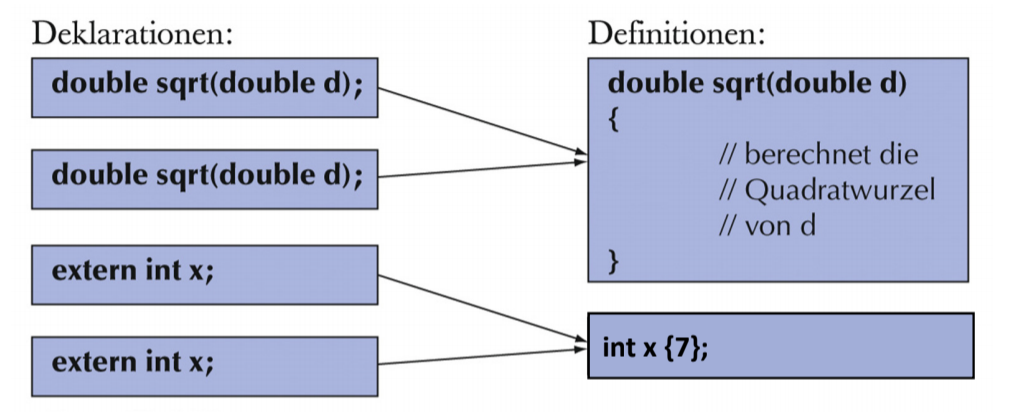 Deklarationen:
double sqrt(double d);
double sqrt(double d);
extern int x;
extern int x;
Definitionen:
double sqrt(double d)
{
// berechnet die
// Quadratwurzel
// von d
}
int x {7};